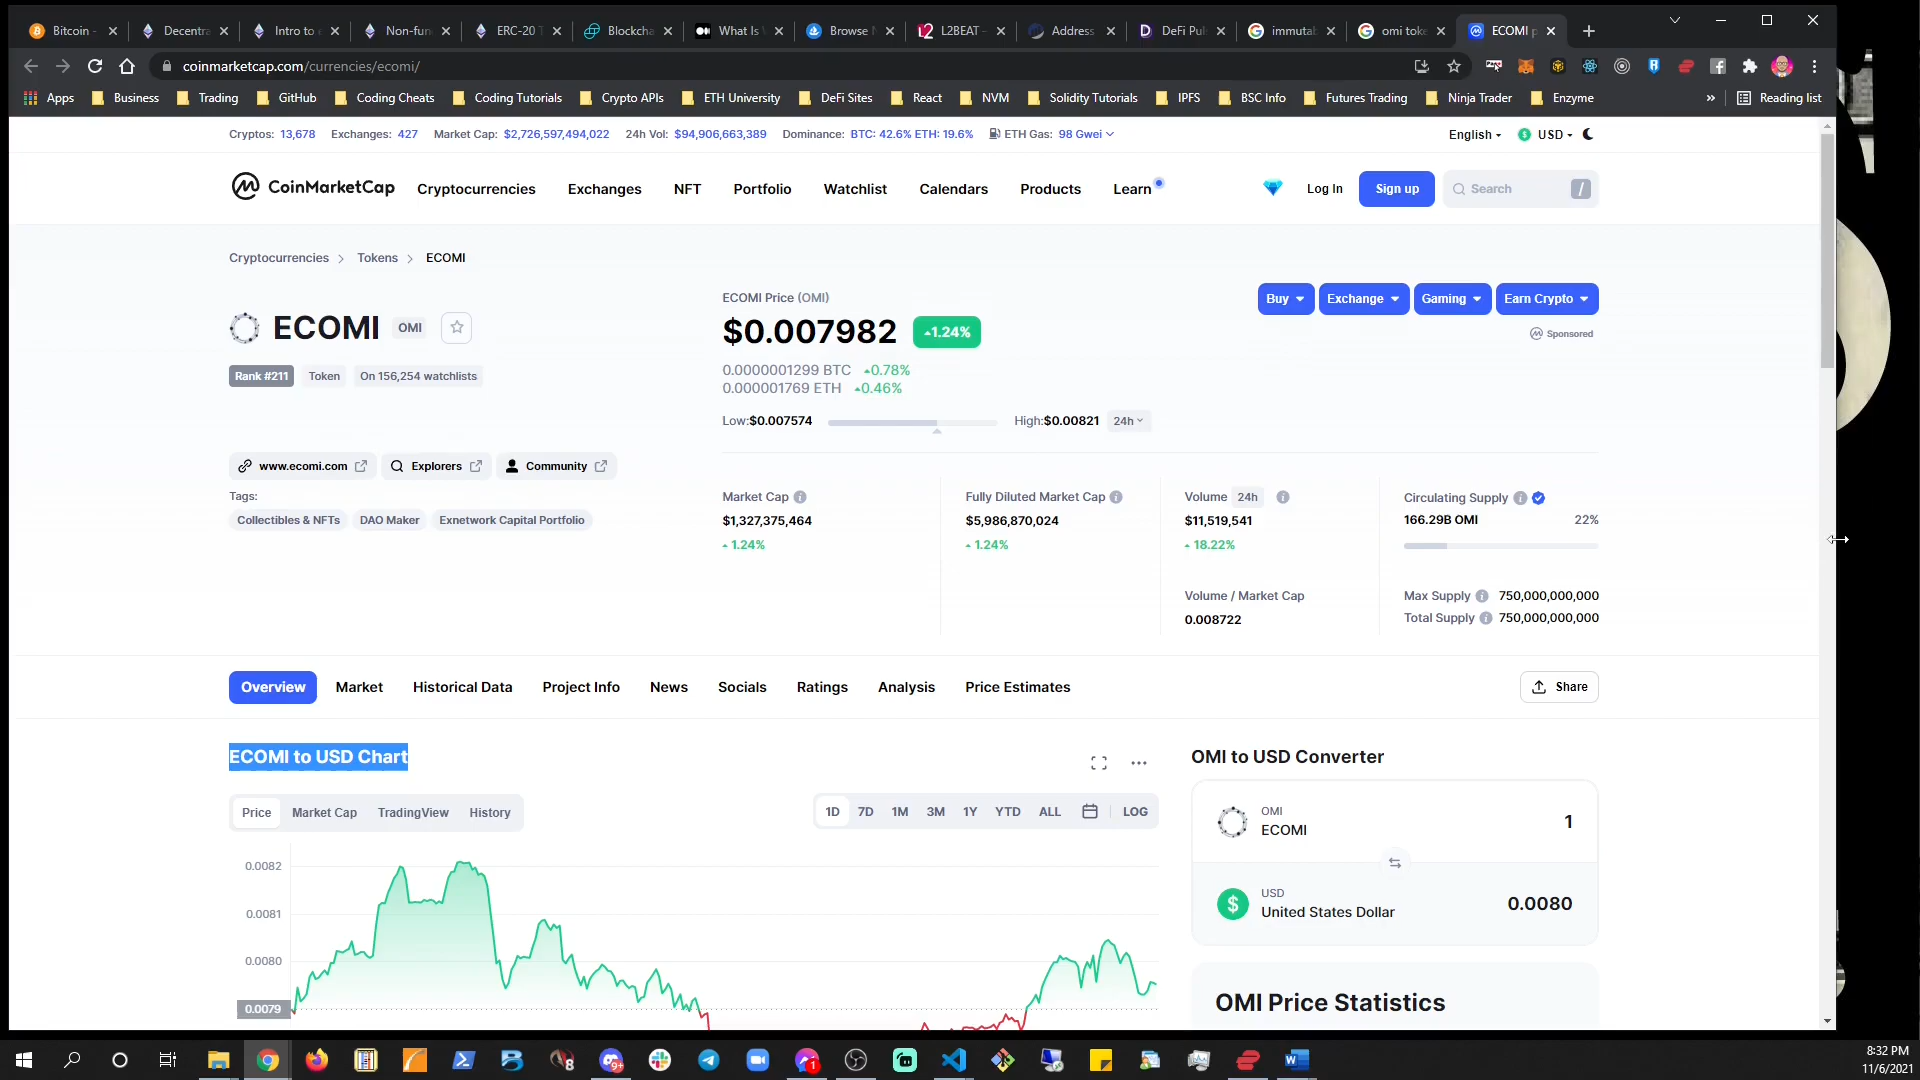 Bitcoin -
Decentra
Intro to e
Non-fun
ERC-20 T
Blockcha
What Is
Browse
L2BEAT -
Address
DeFi Pul
immutab
omi toke
ECOMI p
coinmarketcap.com/currencies/ecomi/
Apps Business Trading GitHub Coding Cheats Coding Tutorials Crypto APIs ETH University DeFi Sites React NVM Solidity Tutorials IPFS BSC Info Futures Trading Ninja Trader Enzyme » Reading list
Cryptos: 13,678 Exchanges: 427 Market Cap: $2,726,597,494,022 24h Vol: $94,906,663,389 Dominance: BTC: 42.6% ETH: 19.6% ETH Gas: 98 Gwei English USD
CoinMarketCap Cryptocurrencies Exchanges NFT Portfolio Watchlist Calendars Products Learn Log In Sign up Search /
Cryptocurrencies > Tokens > ECOMI
ECOMI OMI
Rank #211 Token On 156,254 watchlists
www.ecomi.com Explorers Community
Tags:
Collectibles & NFTs DAO Maker Exnetwork Capital Portfolio
ECOMI Price (OMI)
$0.007982 1.24%
0.0000001299 BTC 0.78%
0.000001769 ETH 0.46%
Low:$0.007574 High:$0.00821 24h
Buy Exchange Gaming Earn Crypto
Sponsored
Market Cap
$1,327,375,464
1.24%
Fully Diluted Market Cap
$5,986,870,024
1.24%
Volume 24h
$11,519,541
18.22%
Volume / Market Cap
0.008722
Circulating Supply
166.29B OMI 22%
Max Supply 750,000,000,000
Total Supply 750,000,000,000
Overview Market Historical Data Project Info News Socials Ratings Analysis Price Estimates Share
ECOMI to USD Chart
Price Market Cap TradingView History
1D 7D 1M 3M 1Y YTD ALL LOG
0.0082
0.0081
0.0080
0.0079
OMI to USD Converter
OMI
ECOMI 1
USD
United States Dollar 0.0080
OMI Price Statistics
8:32 PM
11/6/2021